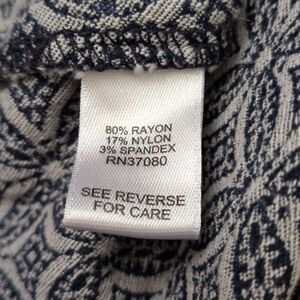 80% RAYON
17% NYLON
3% SPANDEX
RN37080
SEE REVERSE
FOR CARE